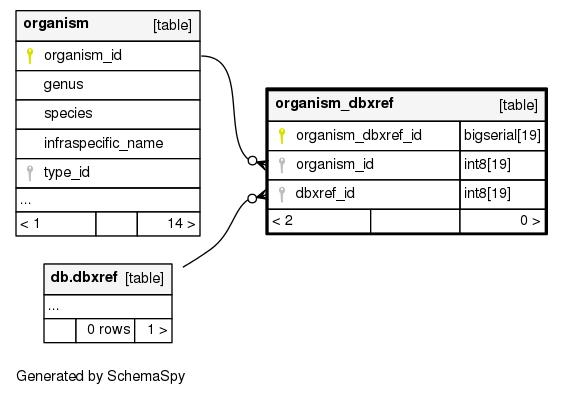 organism [table]
organism_id
genus
species
infraspecific_name
type_id
...
< 1 14 >
organism_dbxref [table]
organism_dbxref_id bigserial[19]
organism_id int8[19]
dbxref_id int8[19]
< 2 0 >
db.dbxref [table]
...
0 rows 1 >
Generated by SchemaSpy